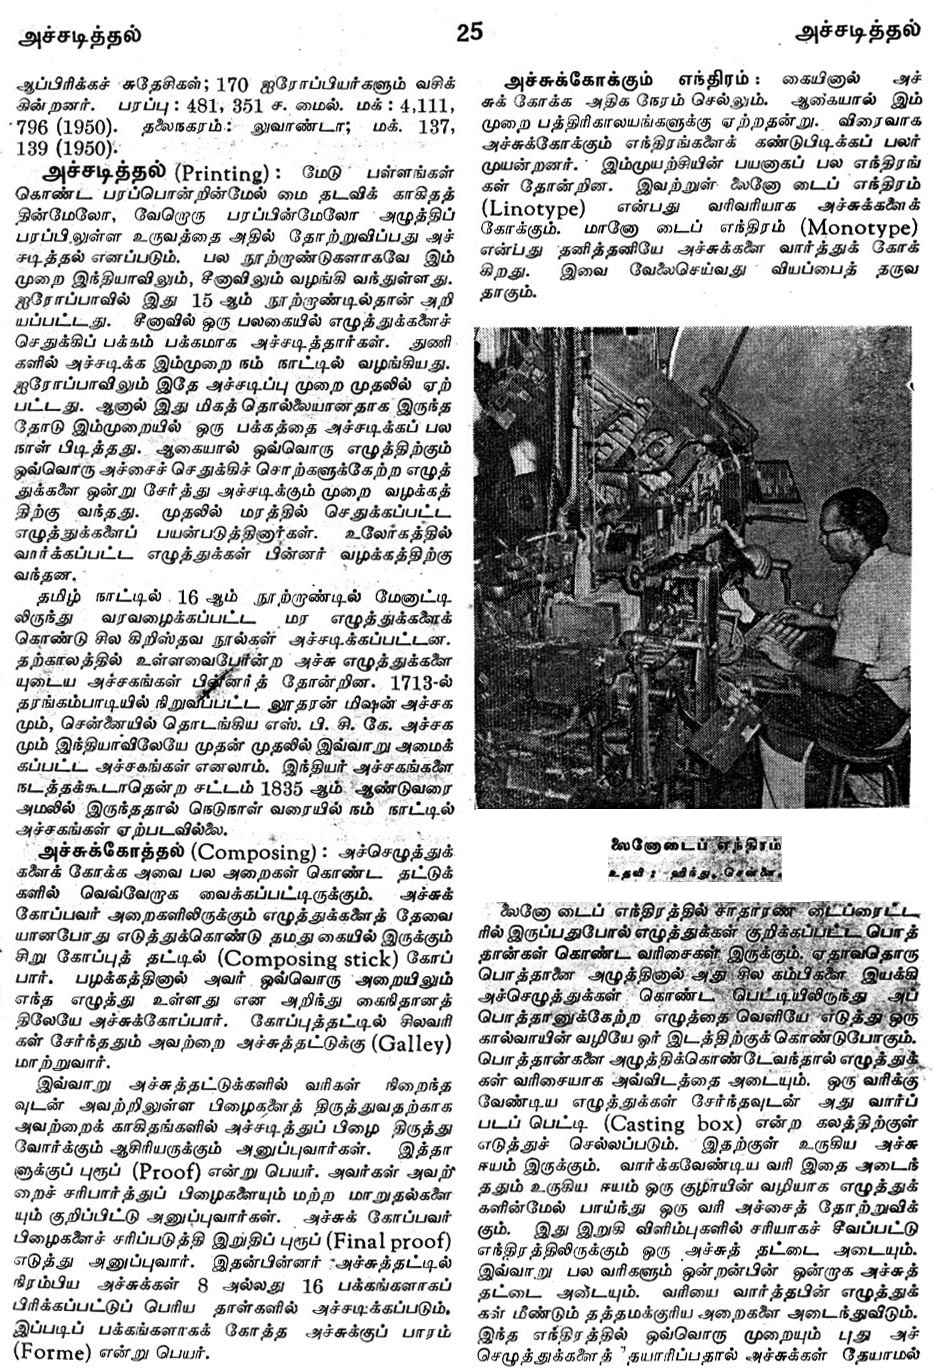 அச்சடித்தல்
25
அச்சடித்தல்
ஆப்பிரிக்கச் சுதேசிகள்; 170 ஐரோப்பியர்களும் வசிக்
கின்றனர். பரப்பு : 481, 351 ச. மைல். மக் : 4,111,
796 (1950). தலைநகரம் : லுவாண்டா; மக். 137,
139 (1950).
அச்சடித்தல் (Printing) : மேடு பள்ளங்கள்
கொண்ட பரப்பொன்றின்மேல் மை தடவிக் காகிதத்
தின்மேலோ, வேறொரு பரப்பின்மேலோ அழுத்திப்
பரப்பிலுள்ள உருவத்தை அதில் தோற்றுவிப்பது அச்
சடித்தல் எனப்படும். பல நூற்றாண்டுகளாகவே இம்
முறை இந்தியாவிலும், சீனாவிலும் வழங்கி வந்துள்ளது.
ஐரோப்பாவில் இது 15 ஆம் நூற்றாண்டில்தான் அறி
யப்பட்டது. சீனாவில் ஒரு பலகையில் எழுத்துக்களைச்
செதுக்கிப் பக்கம் பக்கமாக அச்சடித்தார்கள். துணி
களில் அச்சடிக்க இம்முறை நம் நாட்டில் வழங்கியது.
ஐரோப்பாவிலும் இதே அச்சடிப்பு முறை முதலில் ஏற்
பட்டது. ஆனால் இது மிகத் தொல்லையானதாக இருந்த
தோடு இம்முறையில் ஒரு பக்கத்தை அச்சடிக்கப் பல
நாள் பிடித்தது. ஆகையால் ஒவ்வொரு எழுத்திற்கும்
ஒவ்வொரு அச்சைச் செதுக்கிச் சொற்களுக்கேற்ற எழுத்
துக்களை ஒன்று சேர்த்து அச்சடிக்கும் முறை வழக்கத்
திற்கு வந்தது. முதலில் மரத்தில் செதுக்கப்பட்ட
எழுத்துக்களைப் பயன்படுத்தினார்கள். உலோகத்தில்
வார்க்கப்பட்ட எழுத்துக்கள் பின்னர் வழக்கத்திற்கு
வந்தன.
தமிழ் நாட்டில் 16 ஆம் நூற்றாண்டில் மேனாட்டி
லிருந்து வரவழைக்கப்பட்ட மர எழுத்துக்களைக்
கொண்டு சில கிறிஸ்தவ நூல்கள் அச்சடிக்கப்பட்டன.
தற்காலத்தில் உள்ளவைபோன்ற அச்சு எழுத்துக்களை
யுடைய அச்சகங்கள் பின்னர்த் தோன்றின. 1713-ல்
தரங்கம்பாடியில் நிறுவப்பட்ட லூதரன் மிஷன் அச்சக
மும், சென்னையில் தொடங்கிய எஸ். பி. சி. கே. அச்சக
மும் இந்தியாவிலேயே முதன் முதலில் இவ்வாறு அமைக்
கப்பட்ட அச்சகங்கள் எனலாம். இந்தியர் அச்சகங்களை
நடத்தக்கூடாதென்ற சட்டம் 1835 ஆம் ஆண்டுவரை
அமலில் இருந்ததால் நெடுநாள் வரையில் நம் நாட்டில்
அச்சகங்கள் ஏற்படவில்லை.
அச்சுக்கோத்தல் (Composing) : அச்செழுத்துக்
களைக் கோக்க அவை பல அறைகள் கொண்ட தட்டுக்
களில் வெவ்வேறாக வைக்கப்பட்டிருக்கும். அச்சுக்
கோப்பவர் அறைகளிலிருக்கும் எழுத்துக்களைத் தேவை
யானபோது எடுத்துக்கொண்டு தமது கையில் இருக்கும்
சிறு கோப்புத் தட்டில் (Composing stick) கோப்
பார். பழக்கத்தினால் அவர் ஒவ்வொரு அறையிலும்
எந்த எழுத்து உள்ளது என அறிந்து கைநிதானத்
திலேயே அச்சுக்கோப்பார். கோப்புத்தட்டில் சிலவரி
கள் சேர்ந்ததும் அவற்றை அச்சுத்தட்டுக்கு (Galley)
மாற்றுவார்.
இவ்வாறு அச்சுத்தட்டுக்களில் வரிகள் நிறைந்த
வுடன் அவற்றிலுள்ள பிழைகளைத் திருத்துவதற்காக
அவற்றைக் காகிதங்களில் அச்சடித்துப் பிழை திருத்து
வோர்க்கும் ஆசிரியருக்கும் அனுப்புவார்கள். இத்தா
ளுக்குப் புரூப் (Proof) என்று பெயர். அவர்கள் அவற்
றைச் சரிபார்த்துப் பிழைகளையும் மற்ற மாறுதல்களை
யும் குறிப்பிட்டு அனுப்புவார்கள். அச்சுக் கோப்பவர்
பிழைகளைச் சரிப்படுத்தி இறுதிப் புரூப் (Final proof)
எடுத்து அனுப்புவார். இதன்பின்னர் அச்சுத்தட்டில்
நிரம்பிய அச்சுக்கள் 8 அல்லது 16 பக்கங்களாகப்
பிரிக்கப்பட்டுப் பெரிய தாள்களில் அச்சடிக்கப்படும்.
இப்படிப் பக்கங்களாகக் கோத்த அச்சுக்குப் பாரம்
(Forme) என்று பெயர்.
அச்சுக்கோக்கும் எந்திரம் : கையினால் அச்
சுக் கோக்க அதிக நேரம் செல்லும். ஆகையால் இம்
முறை பத்திரிகாலயங்களுக்கு ஏற்றதன்று. விரைவாக
அச்சுக்கோக்கும் எந்திரங்களைக் கண்டுபிடிக்கப் பலர்
முயன்றனர். இம்முயற்சியின் பயனாகப் பல எந்திரங்
கள் தோன்றின. இவற்றுள் லைனோ டைப் எந்திரம்
(Linotype) என்பது வரிவரியாக அச்சுக்களைக்
கோக்கும். மானோ டைப் எந்திரம் (Monotype)
என்பது தனித்தனியே அச்சுக்களை வார்த்துக் கோக்
கிறது. இவை வேலைசெய்வது வியப்பைத் தருவ
தாகும்.
லைனோடைப் எந்திரம்
உதவி : ஹிந்து, சென்னை.
லைனோ டைப் எந்திரத்தில் சாதாரண டைப்ரைட்ட
ரில் இருப்பதுபோல் எழுத்துக்கள் குறிக்கப்பட்ட பொத்
தான்கள் கொண்ட வரிசைகள் இருக்கும். ஏதாவதொரு
பொத்தானை அழுத்தினால் அது சில கம்பிகளை இயக்கி
அச்செழுத்துக்கள் கொண்ட பெட்டியிலிருந்து அப்
பொத்தானுக்கேற்ற எழுத்தை வெளியே எடுத்து ஒரு
கால்வாயின் வழியே ஓர் இடத்திற்குக் கொண்டுபோகும்.
பொத்தான்களை அழுத்திக்கொண்டேவந்தால் எழுத்துக்
கள் வரிசையாக அவ்விடத்தை அடையும். ஒரு வரிக்கு
வேண்டிய எழுத்துக்கள் சேர்ந்தவுடன் அது வார்ப்
படப் பெட்டி (Casting box) என்ற கலத்திற்குள்
எடுத்துச் செல்லப்படும். இதற்குள் உருகிய அச்சு
ஈயம் இருக்கும். வார்க்கவேண்டிய வரி இதை அடைந்
ததும் உருகிய ஈயம் ஒரு குழாயின் வழியாக எழுத்துக்
களின்மேல் பாய்ந்து ஒரு வரி அச்சைத் தோற்றுவிக்
கும். இது இறுகி விளிம்புகளில் சரியாகச் சீவப்பட்டு
எந்திரத்திலிருக்கும் ஒரு அச்சுத் தட்டை அடையும்.
இவ்வாறு பல வரிகளும் ஒன்றன்பின் ஒன்றாக அச்சுத்
தட்டை அடையும். வரியை வார்த்தபின் எழுத்துக்
கள் மீண்டும் தத்தமக்குரிய அறைகளை அடைந்துவிடும்.
இந்த எந்திரத்தில் ஒவ்வொரு முறையும் புது அச்
செழுத்துக்களைத் தயாரிப்பதால் அச்சுக்கள் தேயாமல்